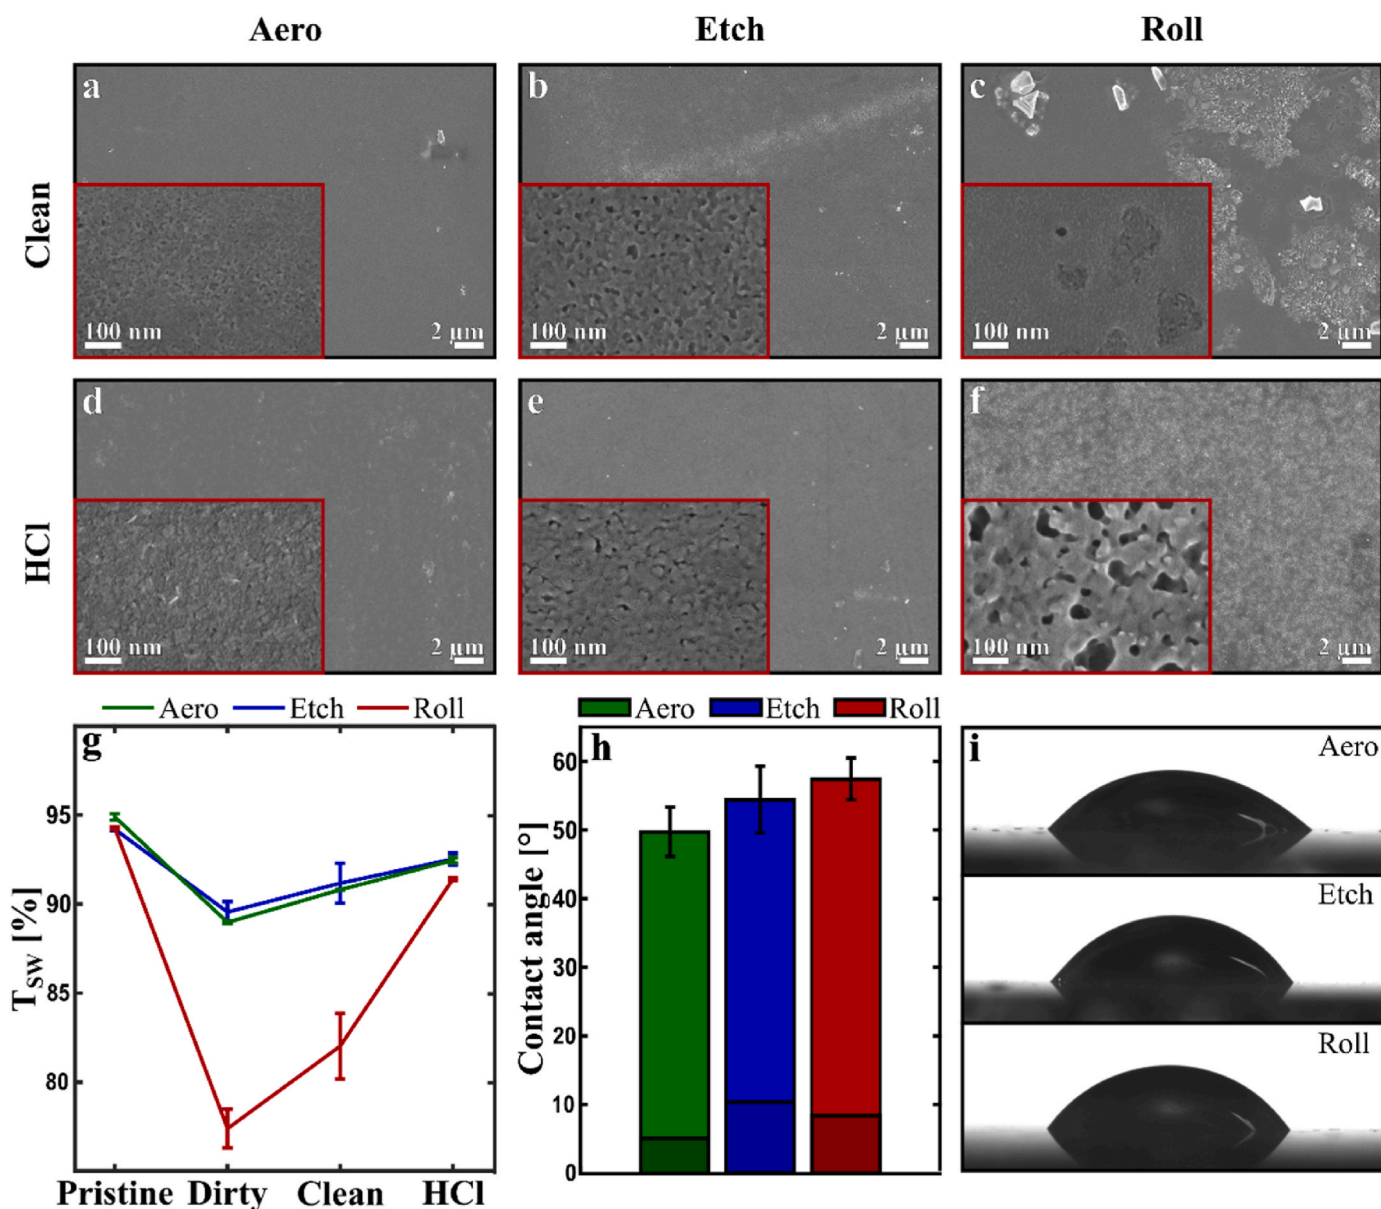 Aero Etch Roll
Clean
a
100 nm
2 μm
b
100 nm
2 μm
c
100 nm
2 μm
HCl
d
100 nm
2 μm
e
100 nm
2 μm
f
100 nm
2 μm
Aero Etch Roll
g
T_SW [%]
95
90
85
80
Pristine Dirty Clean HCl
Aero Etch Roll
h
Contact angle [°]
60
50
40
30
20
10
0
i
Aero
Etch
Roll